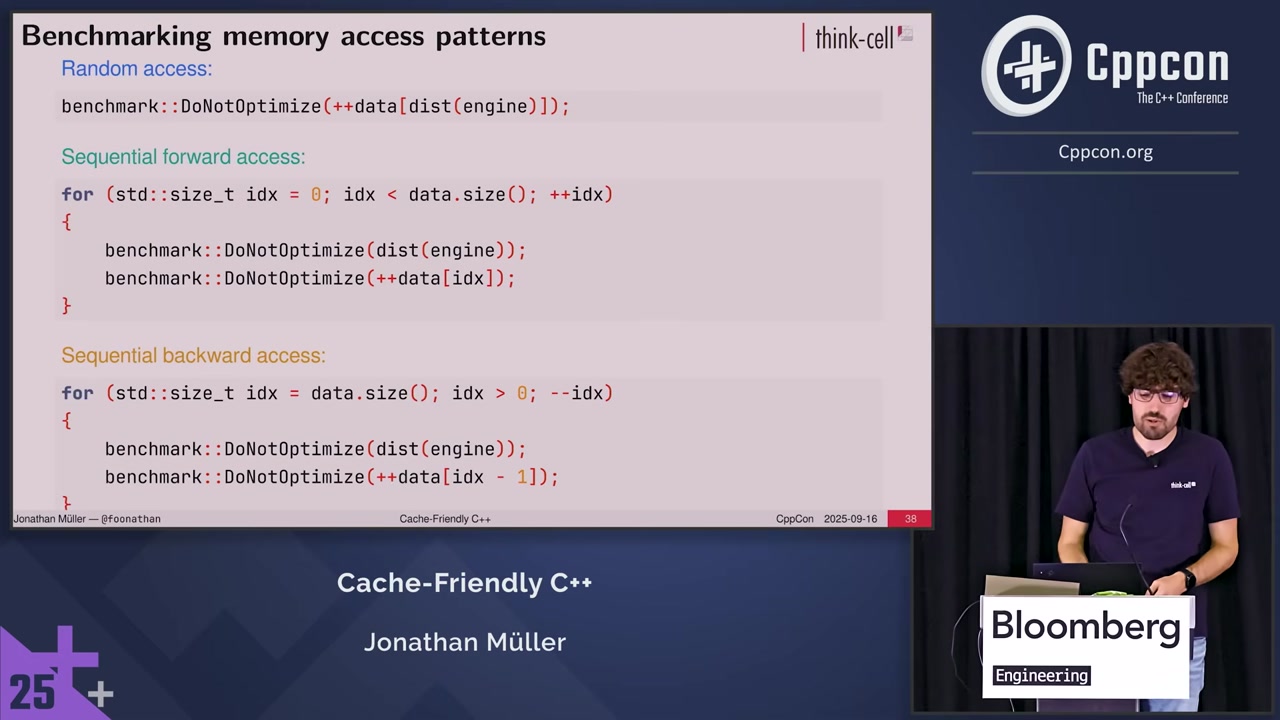 Benchmarking memory access patterns
think-cell
Random access:
benchmark::DoNotOptimize(++data[dist(engine)]);
Sequential forward access:
for (std::size_t idx = 0; idx < data.size(); ++idx)
{
    benchmark::DoNotOptimize(dist(engine));
    benchmark::DoNotOptimize(++data[idx]);
}
Sequential backward access:
for (std::size_t idx = data.size(); idx > 0; --idx)
{
    benchmark::DoNotOptimize(dist(engine));
    benchmark::DoNotOptimize(++data[idx - 1]);
}
Jonathan Müller — @foonathan
Cache-Friendly C++
CppCon 2025-09-16
38
Cppcon
The C++ Conference
Cppcon.org
think-cell
Bloomberg
Engineering
Cache-Friendly C++
Jonathan Müller
25
+